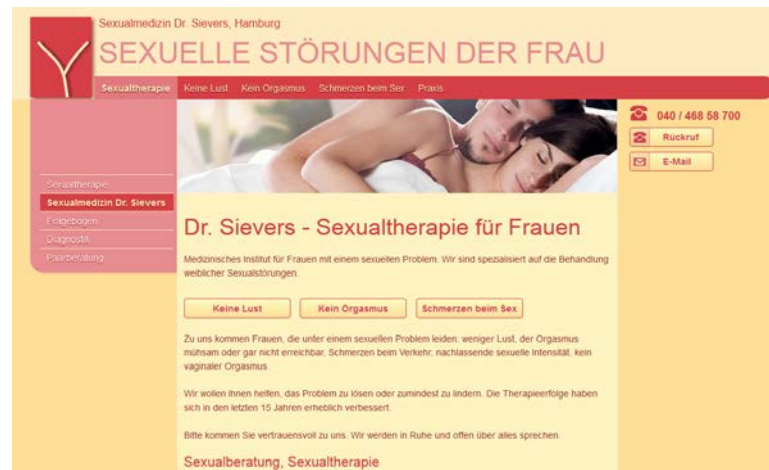 Sexualmedizin Dr. Sievers, Hamburg
SEXUELLE STÖRUNGEN DER FRAU
Sexualtherapie Keine Lust Kein Orgasmus Schmerzen beim Sex Praxis
040 / 468 58 700
Rückruf
E-Mail
Sexualtherapie
Sexualmedizin Dr. Sievers
Fragebogen
Diagnostik
Paarberatung
Dr. Sievers - Sexualtherapie für Frauen
Medizinisches Institut für Frauen mit einem sexuellen Problem. Wir sind spezialisiert auf die Behandlung
weiblicher Sexualstörungen.
Keine Lust Kein Orgasmus Schmerzen beim Sex
Zu uns kommen Frauen, die unter einem sexuellen Problem leiden: weniger Lust, der Orgasmus
mühsam oder gar nicht erreichbar, Schmerzen beim Verkehr, nachlassende sexuelle Intensität, kein
vaginaler Orgasmus.
Wir wollen Ihnen helfen, das Problem zu lösen oder zumindest zu lindern. Die Therapieerfolge haben
sich in den letzten 15 Jahren erheblich verbessert.
Bitte kommen Sie vertrauensvoll zu uns. Wir werden in Ruhe und offen über alles sprechen.
Sexualberatung, Sexualtherapie